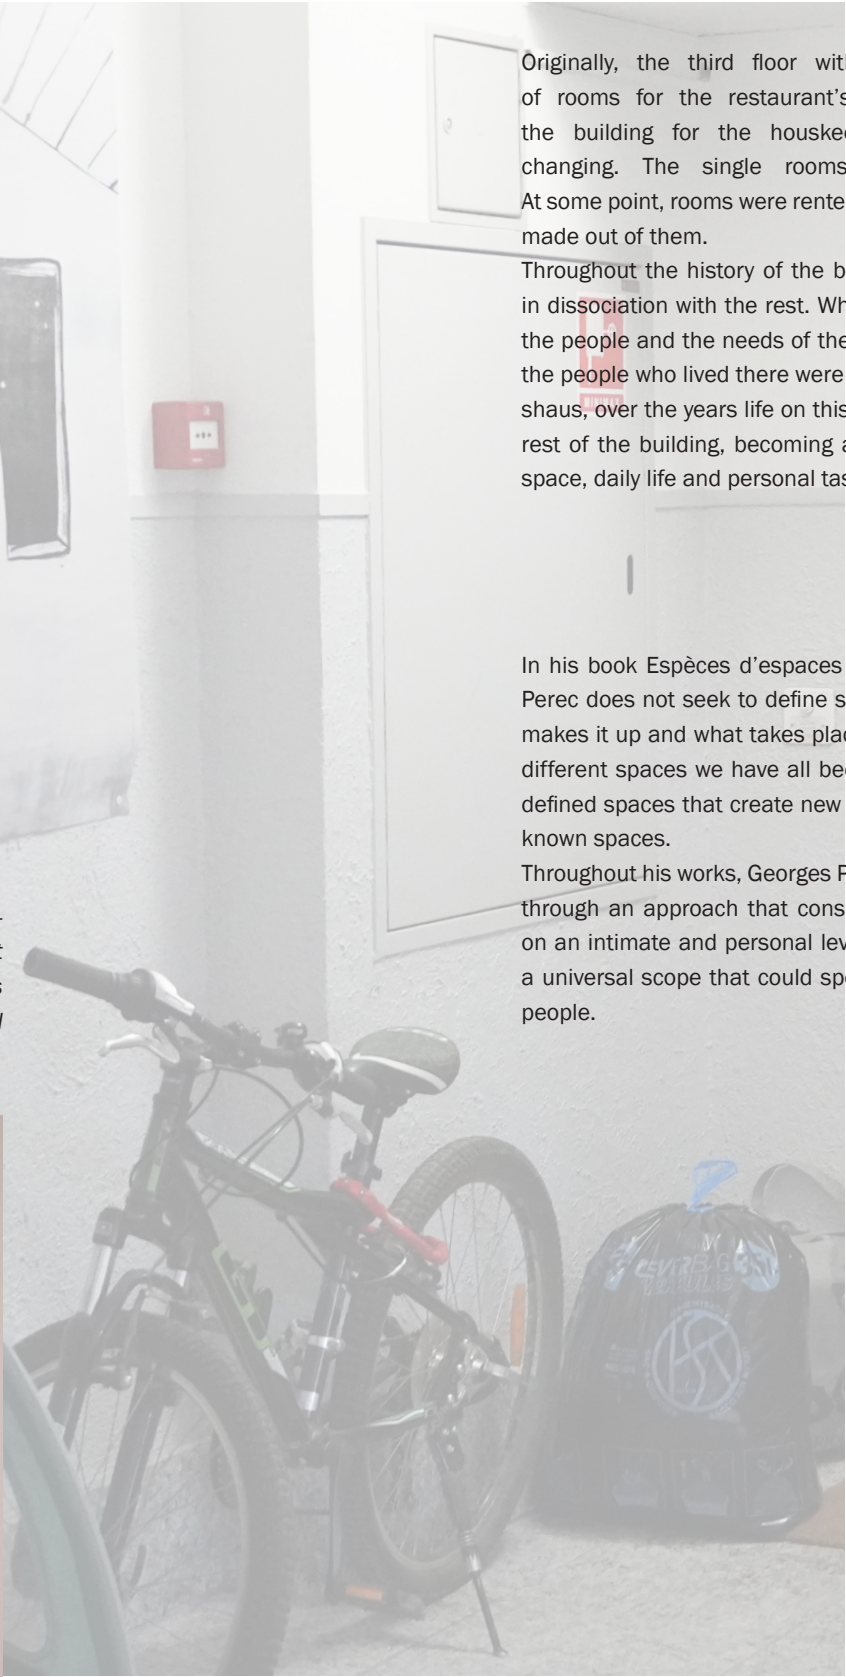 Originally, the third floor with
of rooms for the restaurant’s
the building for the houskee
changing. The single rooms
At some point, rooms were rente
made out of them.
Throughout the history of the b
in dissociation with the rest. Wh
the people and the needs of the
the people who lived there were
shaus, over the years life on this
rest of the building, becoming a
space, daily life and personal tas
In his book Espèces d’espaces
Perec does not seek to define s
makes it up and what takes plac
different spaces we have all bee
defined spaces that create new
known spaces.
Throughout his works, Georges P
through an approach that cons
on an intimate and personal lev
a universal scope that could spe
people.
MINIMAX